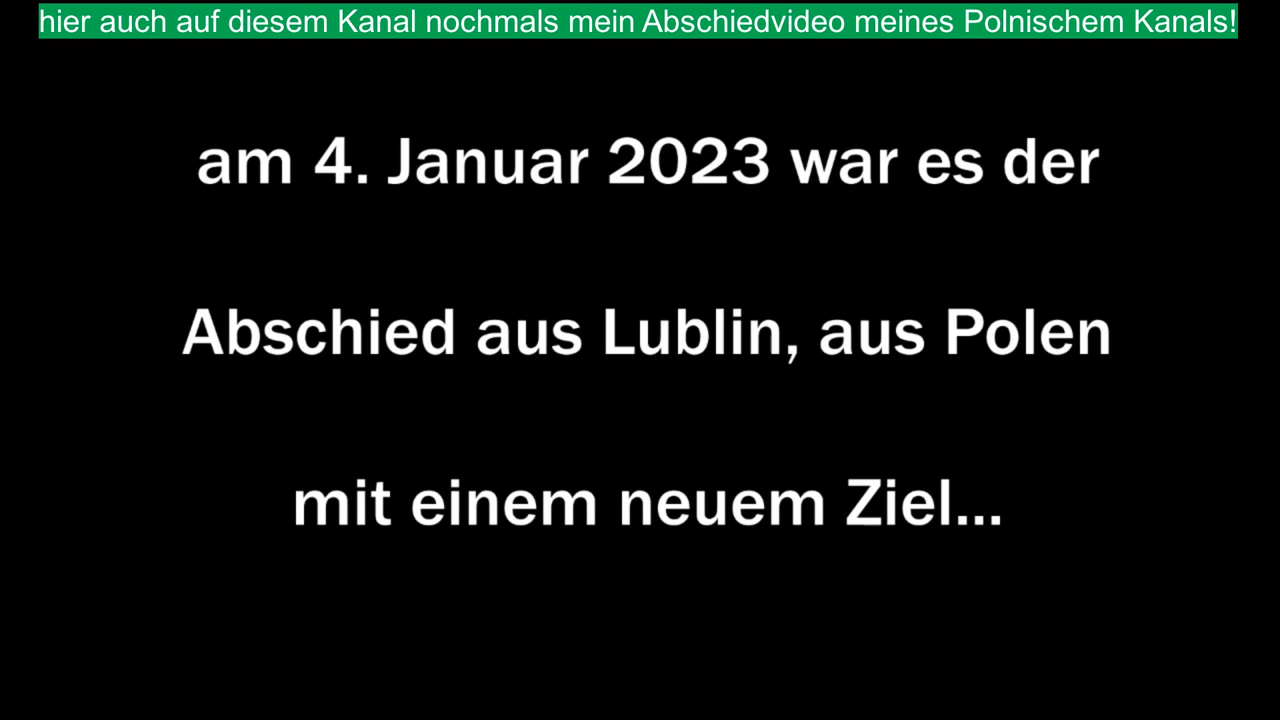 hier auch auf diesem Kanal nochmals mein Abschiedvideo meines Polnischem Kanals!
am 4. Januar 2023 war es der
Abschied aus Lublin, aus Polen
mit einem neuem Ziel...